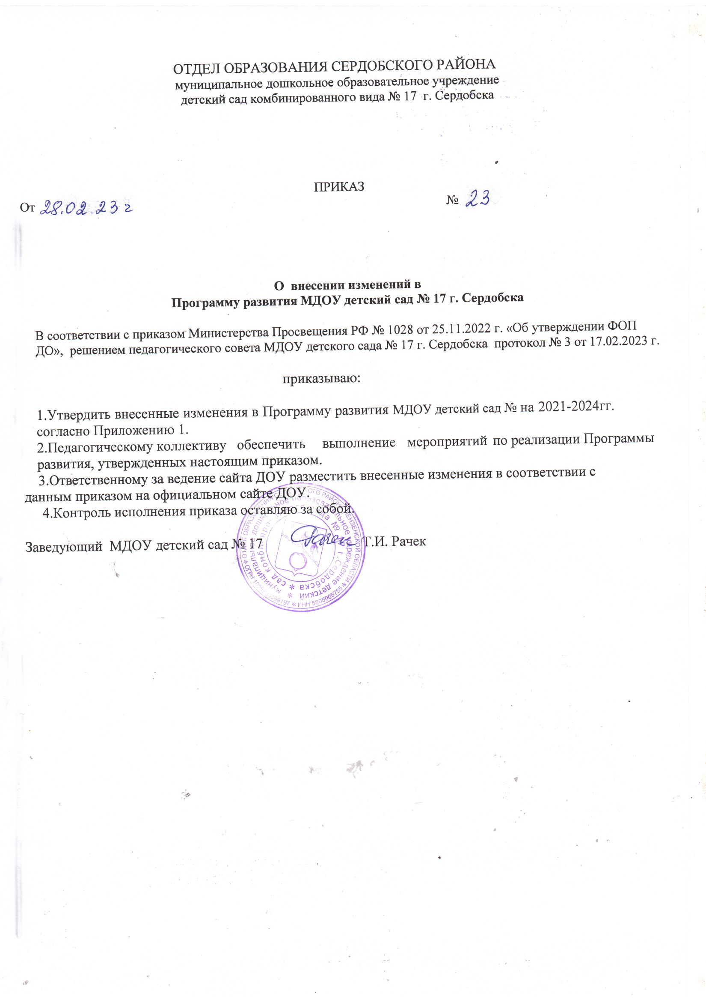 ОТДЕЛ ОБРАЗОВАНИЯ СЕРДОБСКОГО РАЙОНА
муниципальное дошкольное образовательное учреждение
детский сад комбинированного вида № 17 г. Сердобска
ПРИКАЗ
От 28.02.23 г
№ 23
О внесении изменений в
Программу развития МДОУ детский сад № 17 г. Сердобска
В соответствии с приказом Министерства Просвещения РФ № 1028 от 25.11.2022 г. «Об утверждении ФОП
ДО», решением педагогического совета МДОУ детского сада № 17 г. Сердобска протокол № 3 от 17.02.2023 г.
приказываю:
1.Утвердить внесенные изменения в Программу развития МДОУ детский сад № на 2021-2024гг.
согласно Приложению 1.
2.Педагогическому коллективу обеспечить выполнение мероприятий по реализации Программы
развития, утвержденных настоящим приказом.
3.Ответственному за ведение сайта ДОУ разместить внесенные изменения в соответствии с
данным приказом на официальном сайте ДОУ.
4.Контроль исполнения приказа оставляю за собой.
Заведующий МДОУ детский сад № 17 Т.И. Рачек
ОТДЕЛ ОБРАЗОВАНИЯ РАЙОНА ПЕНЗЕНСКОЙ ОБЛАСТИ * ИНН 5805005755 * ОГРН
муниципальное дошкольное образовательное учреждение детский *
сад № 17 г.Сердобска *